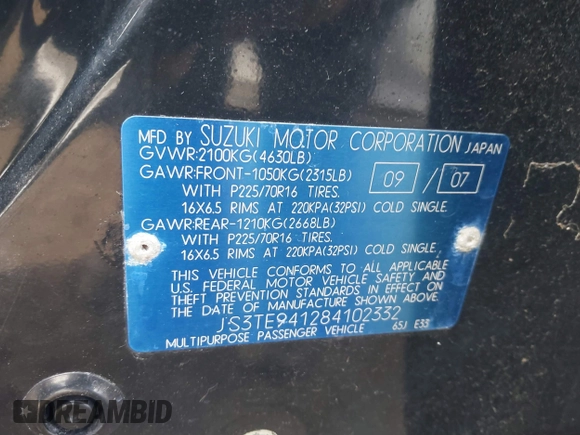 MFD BY SUZUKI MOTOR CORPORATION JAPAN
GVWR:2100KG(4630LB)
GAWR:FRONT-1050KG(2315LB) 09 / 07
WITH P225/70R16 TIRES.
16X6.5 RIMS AT 220KPA(32PSI) COLD SINGLE.
GAWR:REAR-1210KG(2668LB)
WITH P225/70R16 TIRES.
16X6.5 RIMS AT 220KPA(32PSI) COLD SINGLE.
THIS VEHICLE CONFORMS TO ALL APPLICABLE
U.S. FEDERAL MOTOR VEHICLE SAFETY AND
THEFT PREVENTION STANDARDS IN EFFECT ON
THE DATE OF MANUFACTURE SHOWN ABOVE.
JS3TE941284102332
MULTIPURPOSE PASSENGER VEHICLE 65J E33
DREAMBID